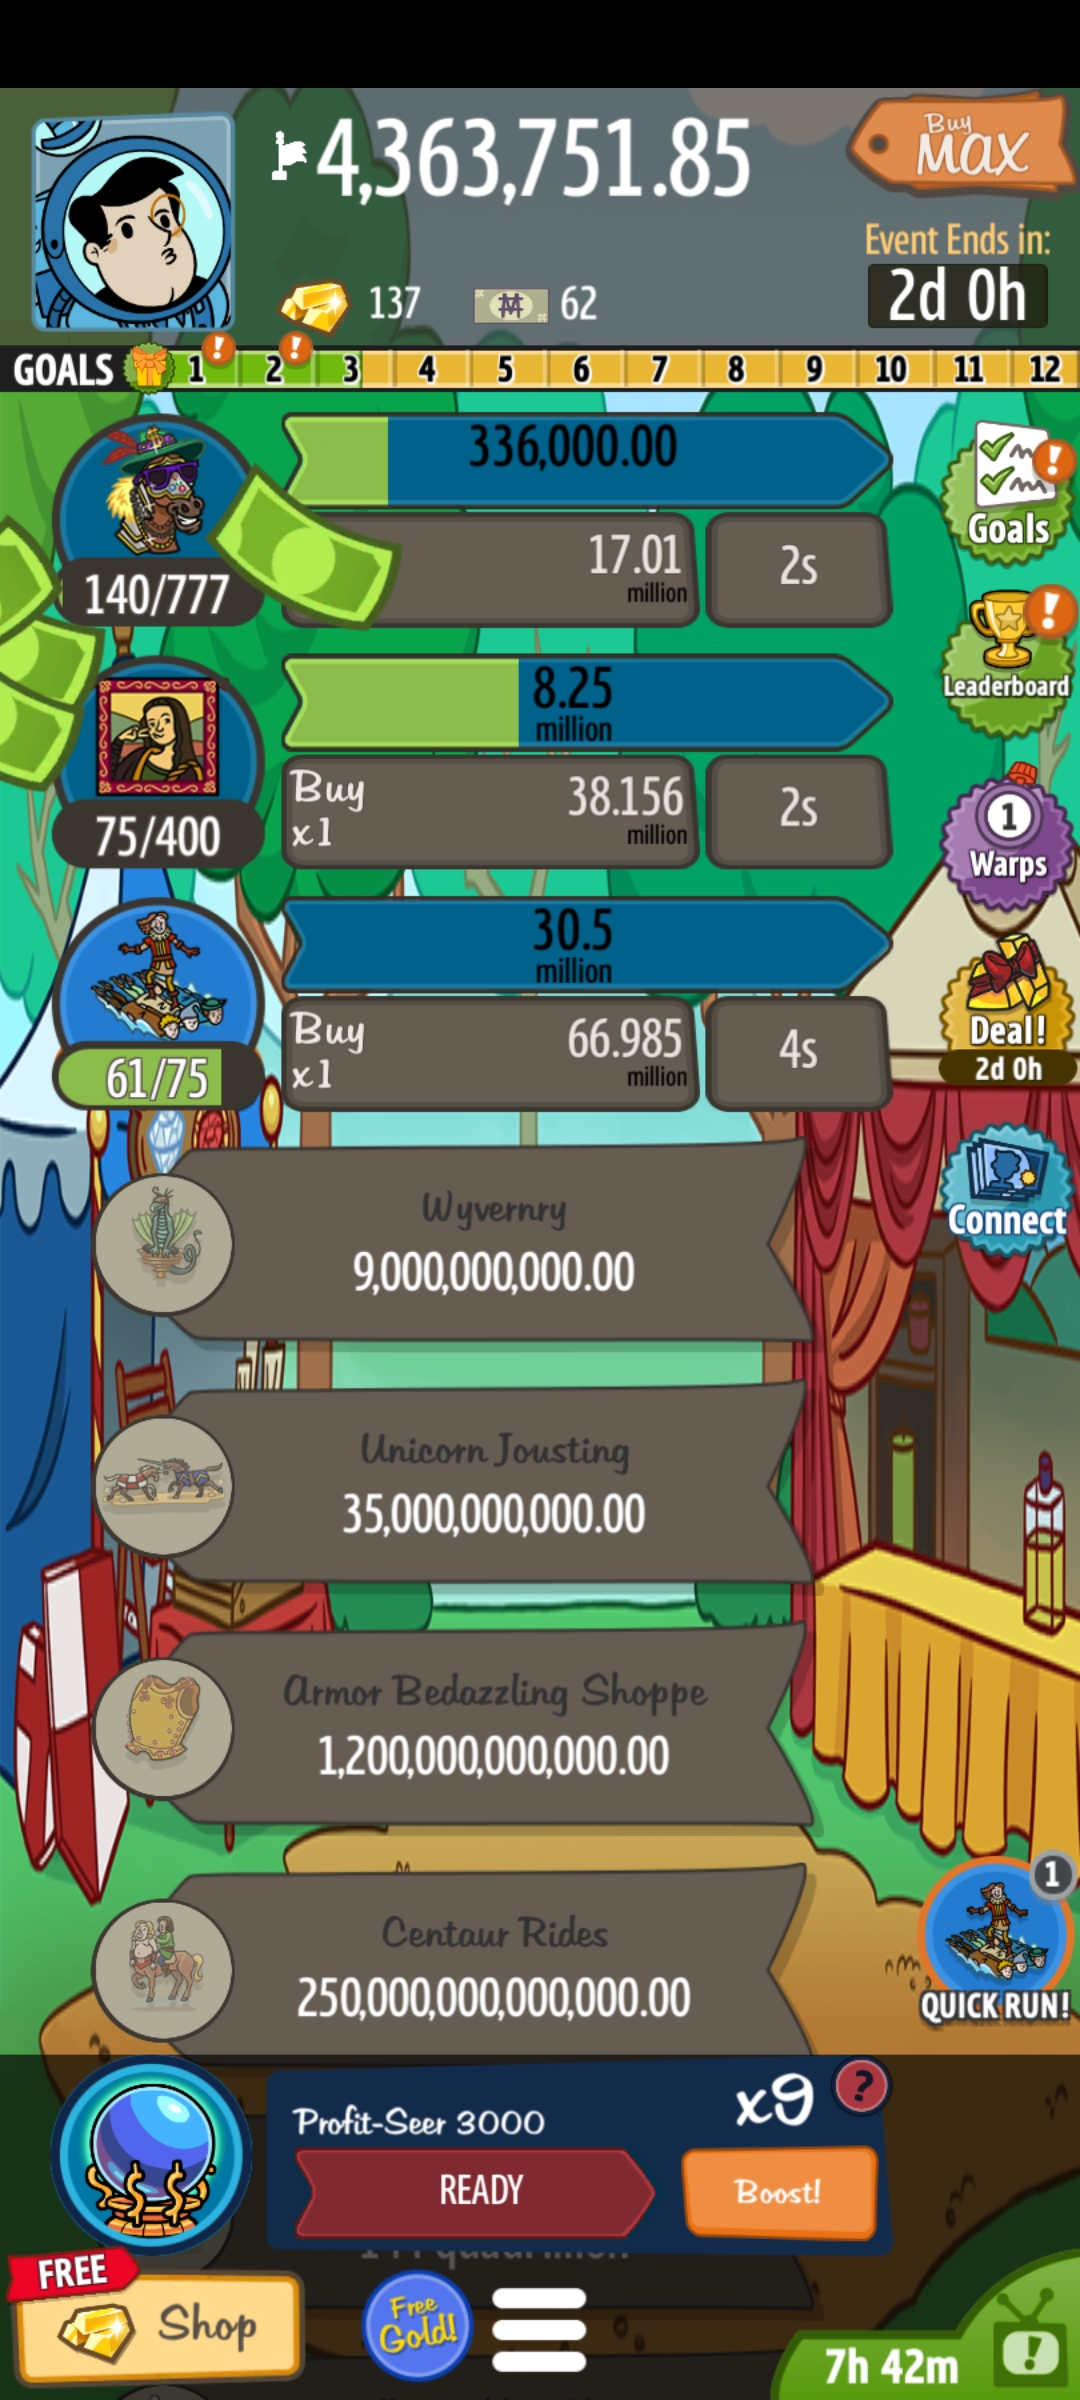 4,363,751.85
Buy
MAX
Event Ends in:
2d 0h
137
62
GOALS 1 ! 2 ! 3 4 5 6 7 8 9 10 11 12
336,000.00
17.01
million
2s
140/777
Goals
!
Leaderboard
!
8.25
million
Buy
x1
38.156
million
2s
75/400
1
Warps
30.5
million
Buy
x1
66.985
million
4s
61/75
Deal!
2d 0h
Connect
Wyvernry
9,000,000,000.00
Unicorn Jousting
35,000,000,000.00
Armor Bedazzling Shoppe
1,200,000,000,000.00
Centaur Rides
250,000,000,000,000.00
1
QUICK RUN!
Profit-Seer 3000
x9
?
READY
Boost!
FREE
Shop
Free
Gold!
7h 42m
!